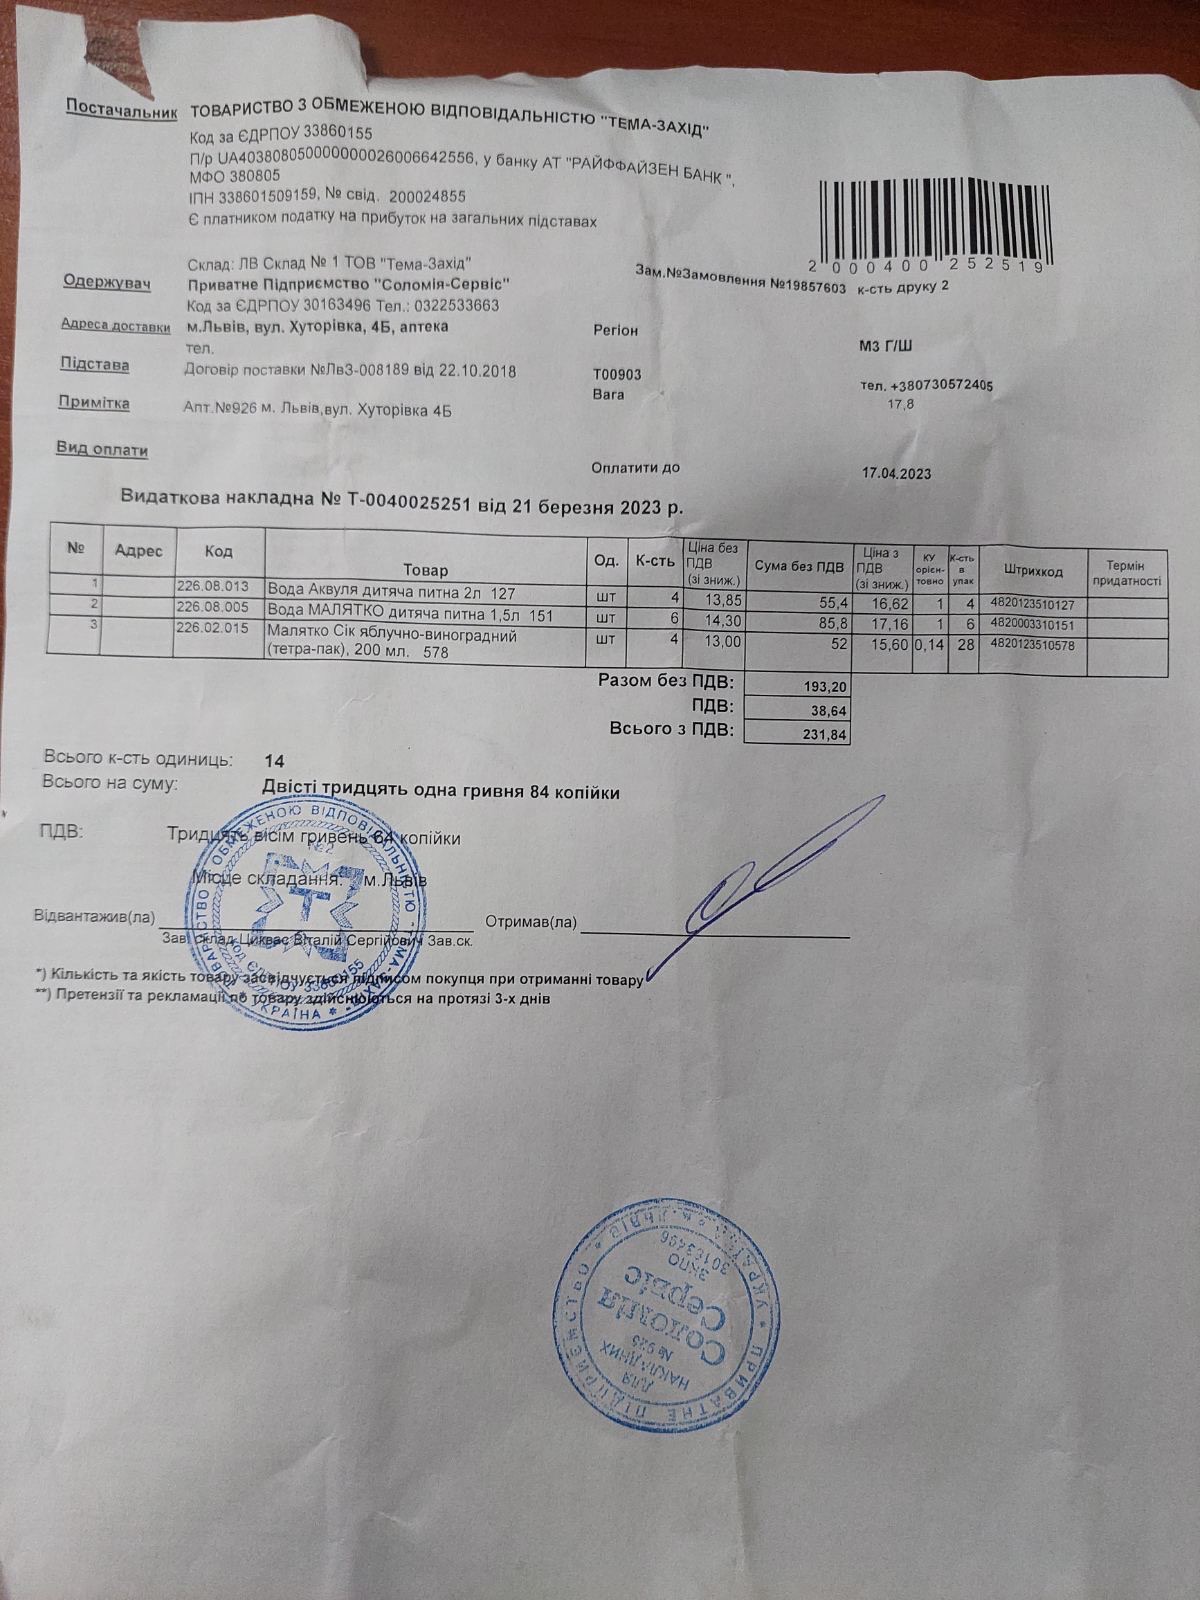 Постачальник ТОВАРИСТВО З ОБМЕЖЕНОЮ ВІДПОВІДАЛЬНІСТЮ "ТЕМА-ЗАХІД"
Код за ЄДРПОУ 33860155
П/р UA403808050000000026006642556, у банку АТ "РАЙФФАЙЗЕН БАНК ",
МФО 380805
ІПН 338601509159, № свід. 200024855
Є платником податку на прибуток на загальних підставах
2 000400 252519
Склад: ЛВ Склад № 1 ТОВ "Тема-Захід"
Зам.№Замовлення №19857603 к-сть друку 2
Одержувач Приватне Підприємство "Соломія-Сервіс"
Код за ЄДРПОУ 30163496 Тел.: 0322533663
Адреса доставки м.Львів, вул. Хуторівка, 4Б, аптека Регіон МЗ Г/Ш
тел.
Підстава Договір поставки №ЛвЗ-008189 від 22.10.2018 Т00903 тел. +380730572405
Вага 17,8
Примітка Апт.№926 м. Львів,вул. Хуторівка 4Б
Вид оплати Оплатити до 17.04.2023
Видаткова накладна № Т-0040025251 від 21 березня 2023 р.
№ Адрес Код Товар Од. К-сть Ціна без ПДВ (зі зниж.) Сума без ПДВ Ціна з ПДВ (зі зниж.) КУ орієн-товно К-сть в упак Штрихкод Термін придатності
1 226.08.013 Вода Аквуля дитяча питна 2л 127 шт 4 13,85 55,4 16,62 1 4 4820123510127
2 226.08.005 Вода МАЛЯТКО дитяча питна 1,5л 151 шт 6 14,30 85,8 17,16 1 6 4820003310151
3 226.02.015 Малятко Сік яблучно-виноградний шт 4 13,00 52 15,60 0,14 28 4820123510578
(тетра-пак), 200 мл. 578
Разом без ПДВ: 193,20
ПДВ: 38,64
Всього з ПДВ: 231,84
Всього к-сть одиниць: 14
Всього на суму: Двісті тридцять одна гривня 84 копійки
ПДВ: Тридцять вісім гривень 64 копійки
Місце складання: м.Львів
Відвантажив(ла) Отримав(ла)
Зав. склад Циквас Віталій Сергійович Зав.ск.
*) Кількість та якість товару засвідчується підписом покупця при отриманні товару
**) Претензії та рекламації по товару здійснюються на протязі 3-х днів
ТОВАРИСТВО З ОБМЕЖЕНОЮ ВІДПОВІДАЛЬНІСТЮ "ТЕМА-ЗАХІД" * УКРАЇНА *
№2
Т
Код ЄДРПОУ 33860155
* ПРИВАТНЕ ПІДПРИЄМСТВО * УКРАЇНА м. ЛЬВІВ
ДЛЯ
НАКЛАДНИХ
Соломія
Сервіс
ЗКПО
30163496